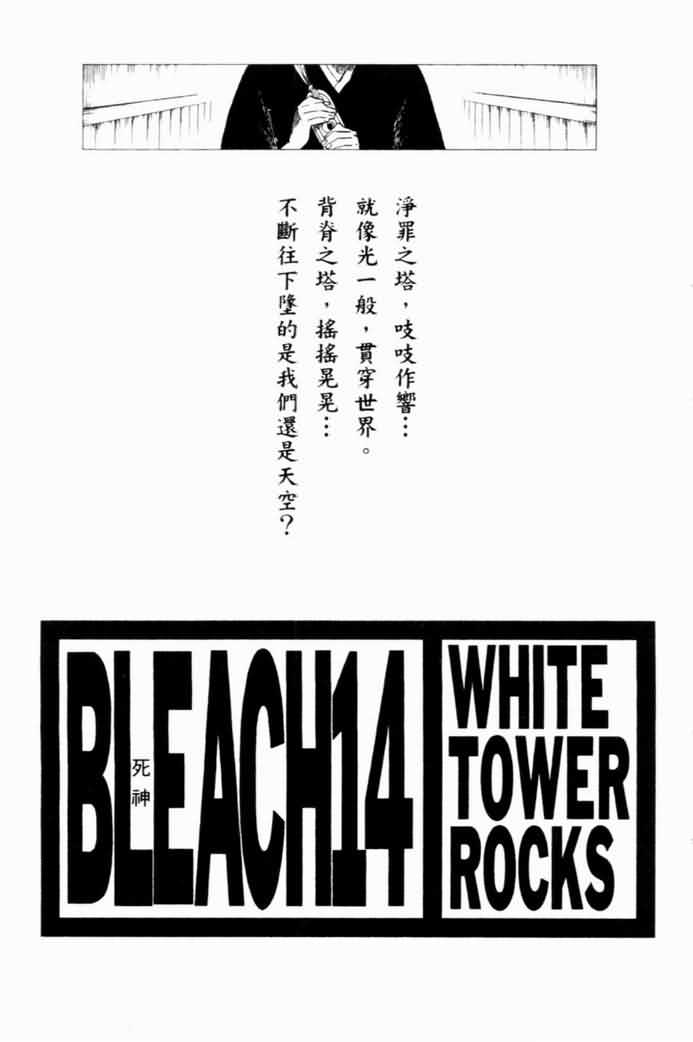 淨罪之塔，吱吱作響…
就像光一般，貫穿世界。
背脊之塔，搖搖晃晃…
不斷往下墬的是我們還是天空？
BLEACH14
死神
WHITE
TOWER
ROCKS